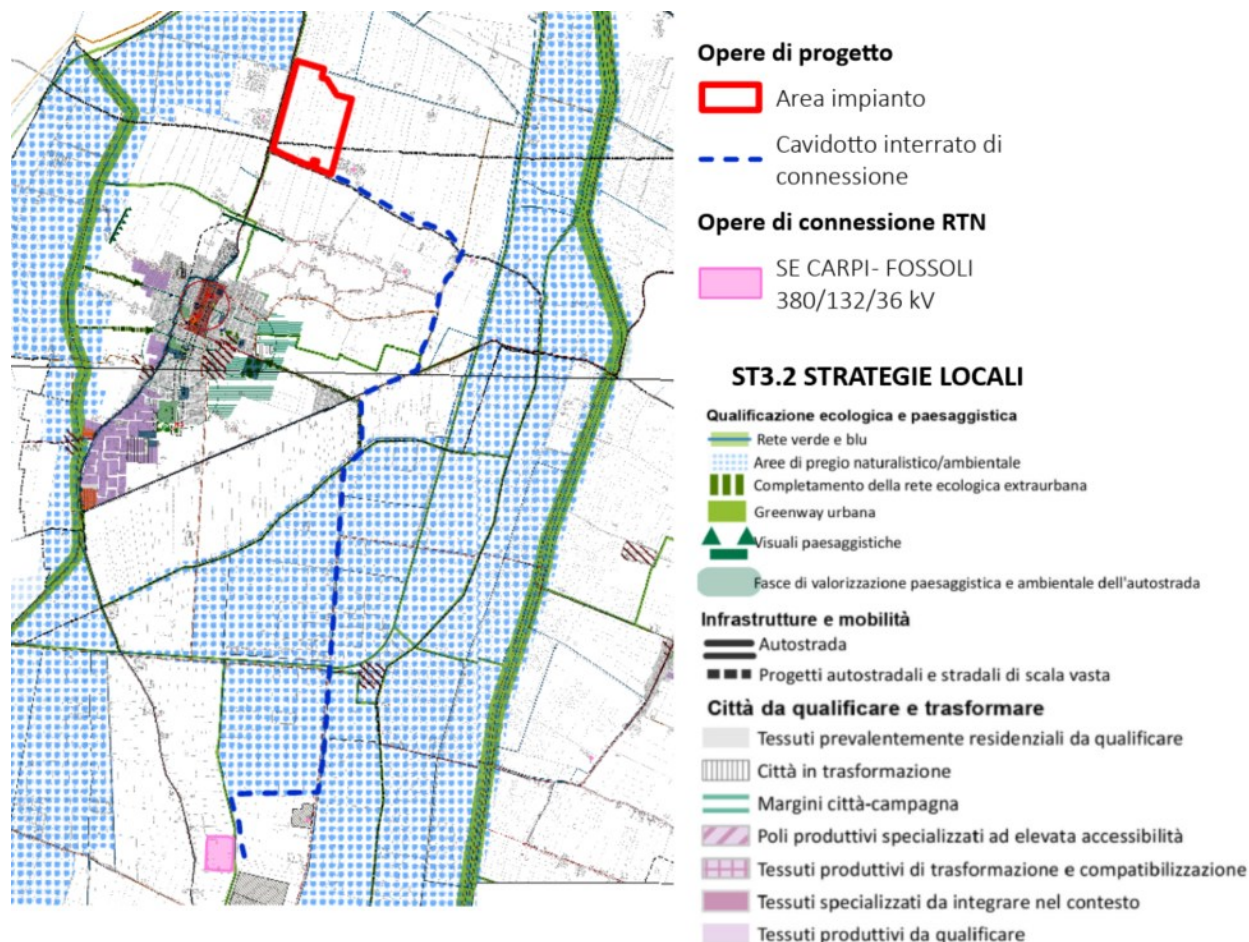 Opere di progetto
Area impianto
Cavidotto interrato di
connessione
Opere di connessione RTN
SE CARPI- FOSSOLI
380/132/36 kV
ST3.2 STRATEGIE LOCALI
Qualificazione ecologica e paesaggistica
Rete verde e blu
Aree di pregio naturalistico/ambientale
Completamento della rete ecologica extraurbana
Greenway urbana
Visuali paesaggistiche
Fasce di valorizzazione paesaggistica e ambientale dell'autostrada
Infrastrutture e mobilità
Autostrada
Progetti autostradali e stradali di scala vasta
Città da qualificare e trasformare
Tessuti prevalentemente residenziali da qualificare
Città in trasformazione
Margini città-campagna
Poli produttivi specializzati ad elevata accessibilità
Tessuti produttivi di trasformazione e compatibilizzazione
Tessuti specializzati da integrare nel contesto
Tessuti produttivi da qualificare